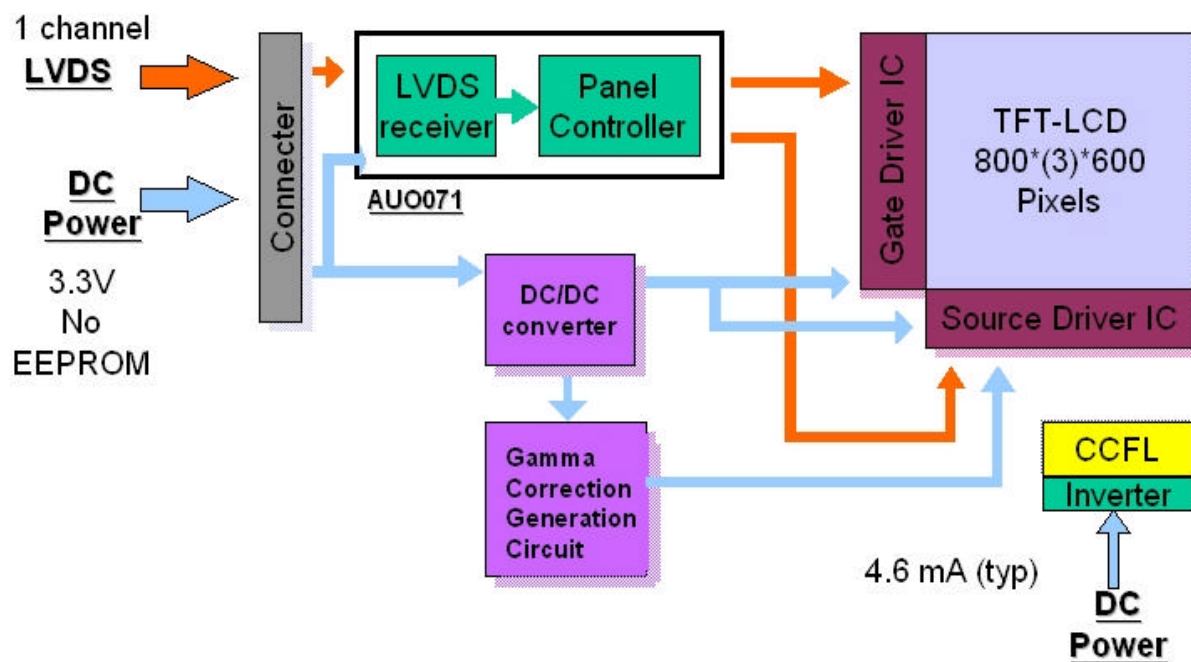 1 channel
LVDS
DC
Power
3.3V
No
EEPROM
Connecter
LVDS
receiver
Panel
Controller
AUO071
DC/DC
converter
Gamma
Correction
Generation
Circuit
Gate Driver IC
TFT-LCD
800*(3)*600
Pixels
Source Driver IC
CCFL
Inverter
4.6 mA (typ)
DC
Power